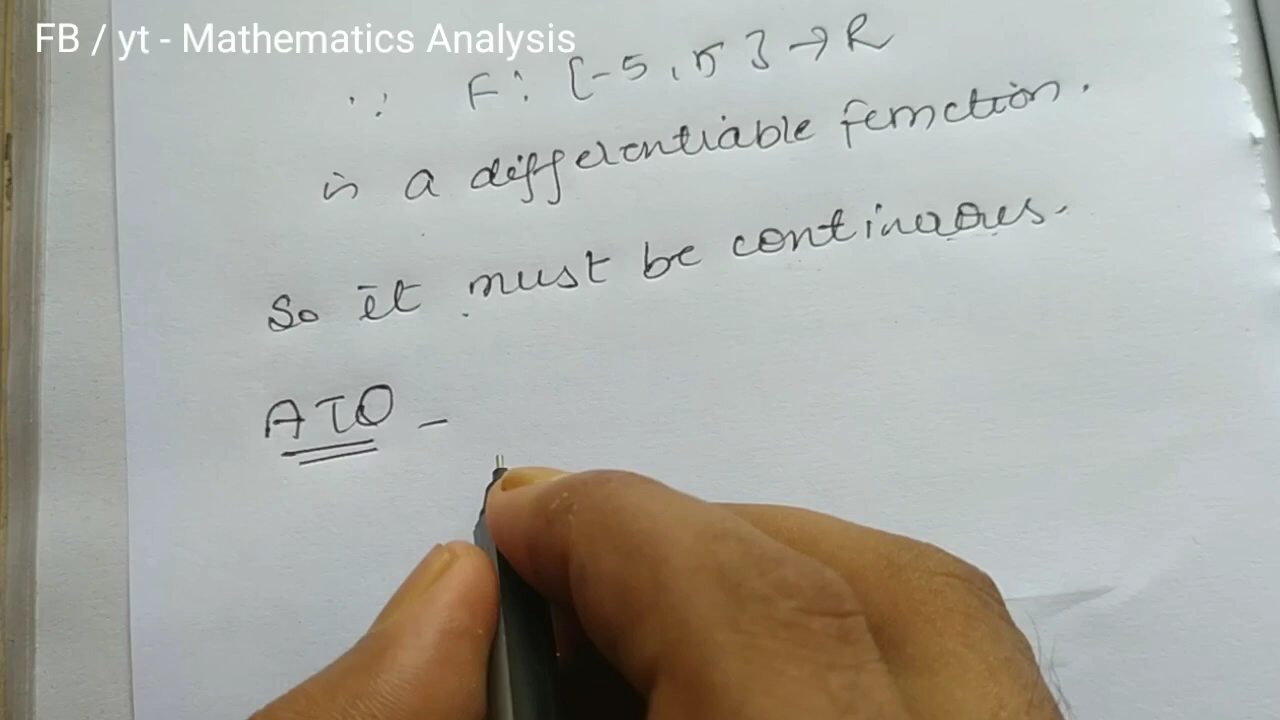 FB / yt - Mathematics Analysis
∵ F: [-5, 5] → R
is a differentiable function.
So it must be continuous.
ATQ -